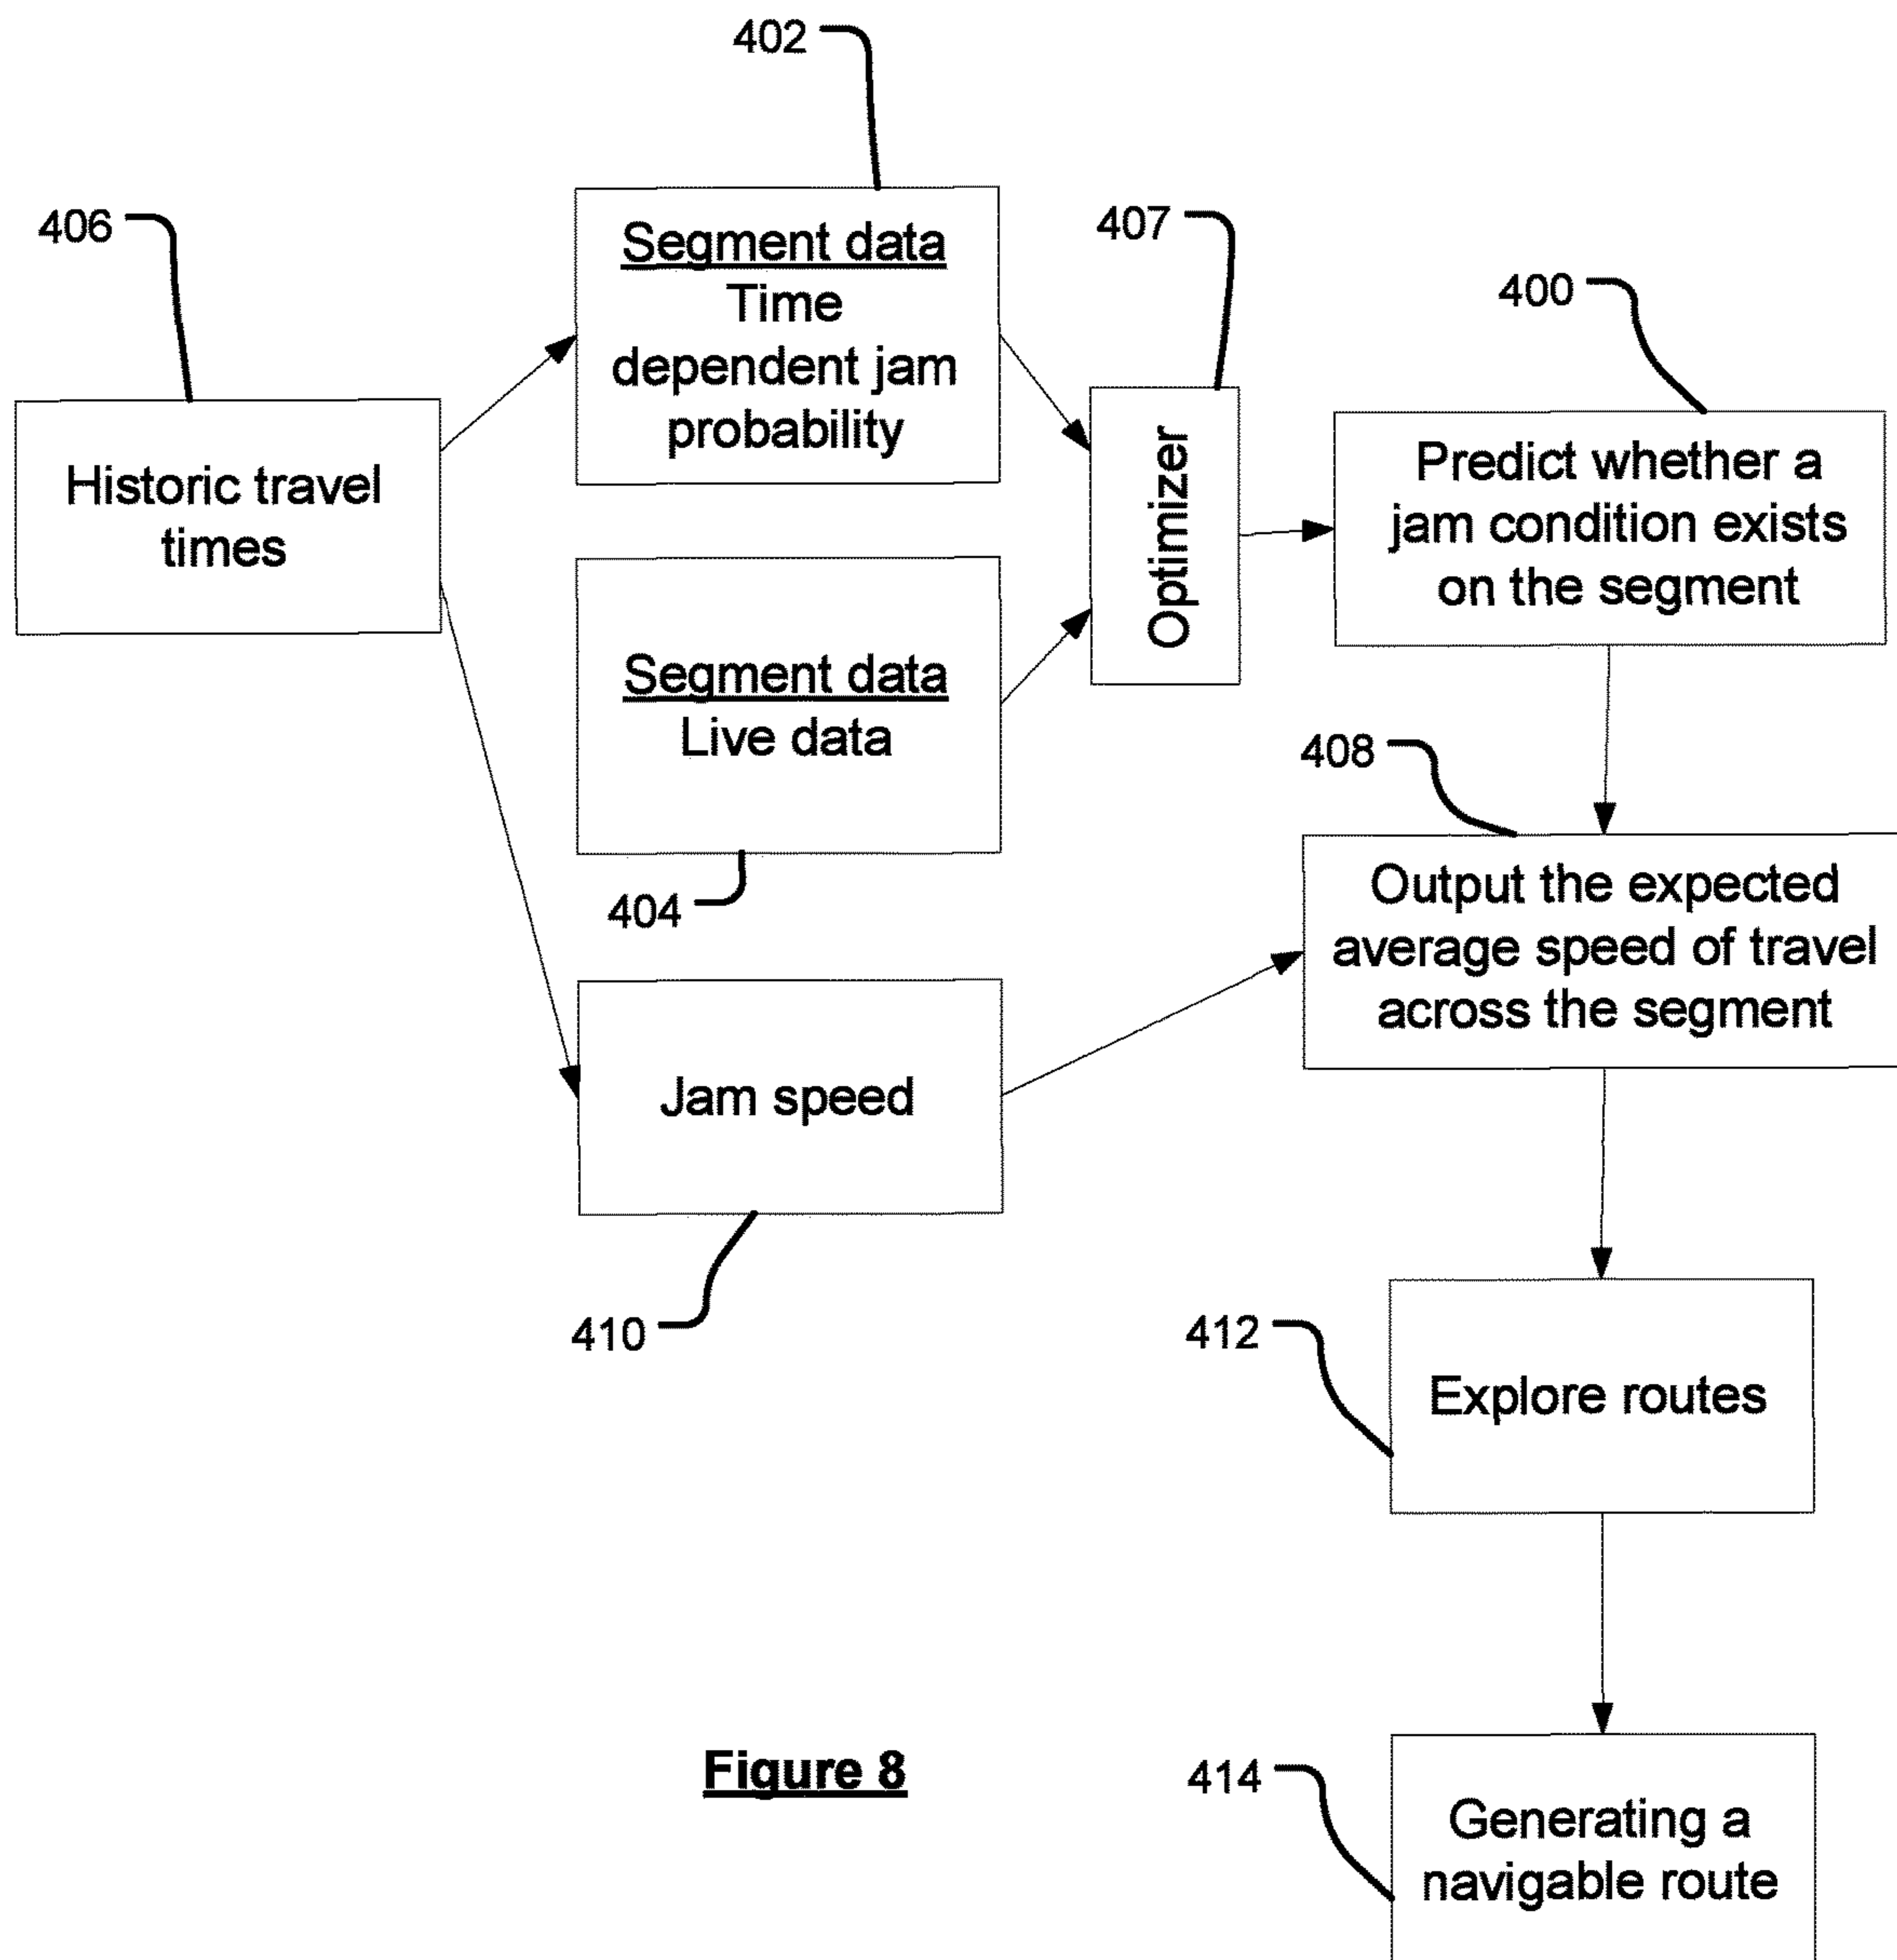 402
406
Segment data
Time
dependent jam
probability
407
400
Historic travel
times
Optimizer
Predict whether a
jam condition exists
on the segment
Segment data
Live data
404
408
Output the expected
average speed of travel
across the segment
Jam speed
410
412
Explore routes
Figure 8
414
Generating a
navigable route